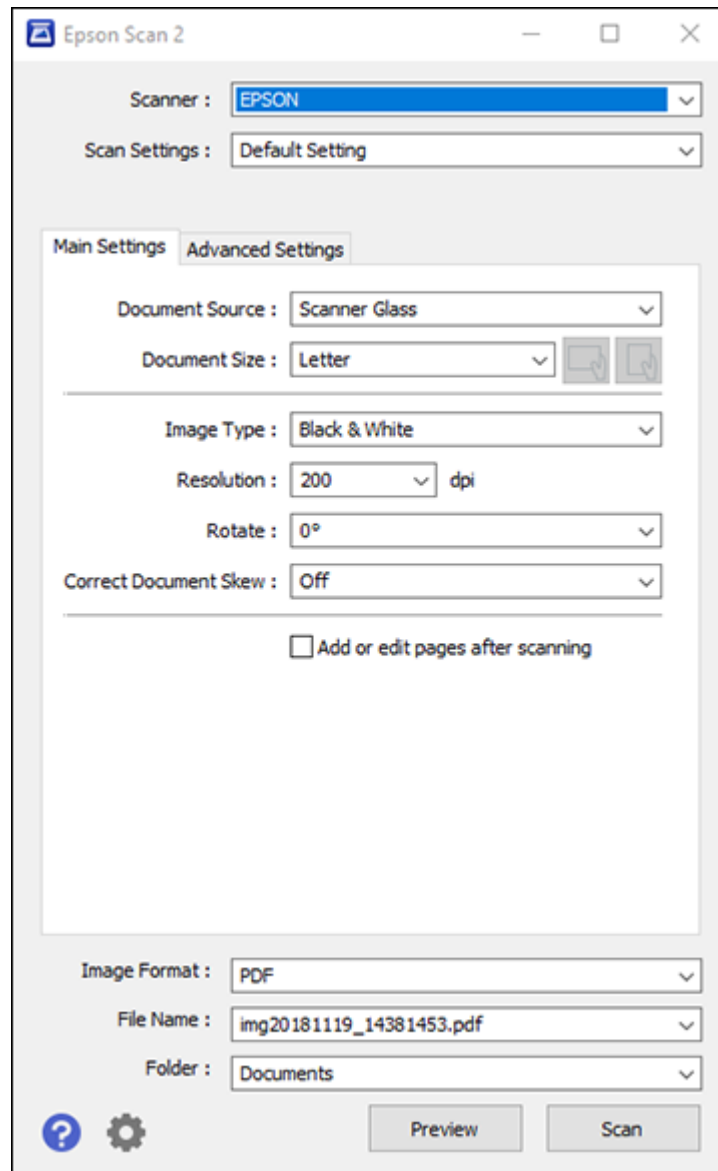 Epson Scan 2
Scanner : EPSON
Scan Settings : Default Setting
Main Settings Advanced Settings
Document Source : Scanner Glass
Document Size : Letter
Image Type : Black & White
Resolution : 200 dpi
Rotate : 0°
Correct Document Skew : Off
Add or edit pages after scanning
Image Format : PDF
File Name : img20181119_14381453.pdf
Folder : Documents
? Preview Scan